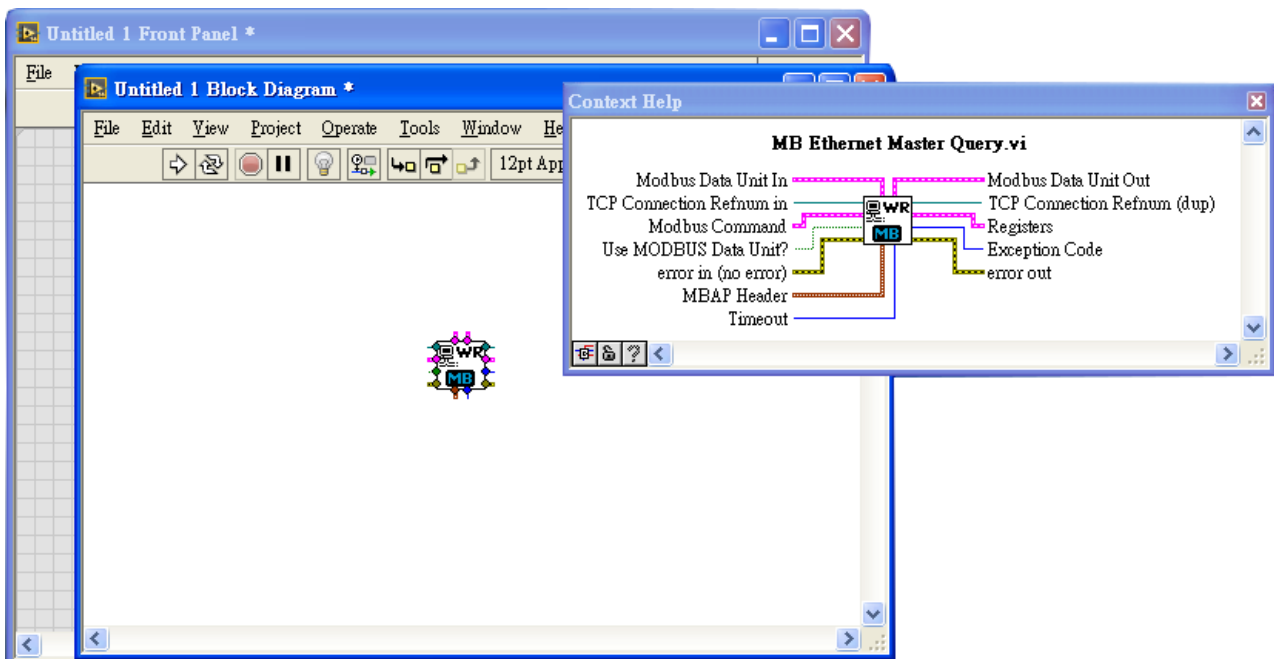 Untitled 1 Front Panel *
File
Untitled 1 Block Diagram *
File Edit View Project Operate Tools Window He
12pt App
Context Help
MB Ethernet Master Query.vi
Modbus Data Unit In
Modbus Data Unit Out
TCP Connection Refnum in
TCP Connection Refnum (dup)
Modbus Command
Registers
Use MODBUS Data Unit?
Exception Code
error in (no error)
error out
MBAP Header
Timeout
WR
MB
?
WR
MB